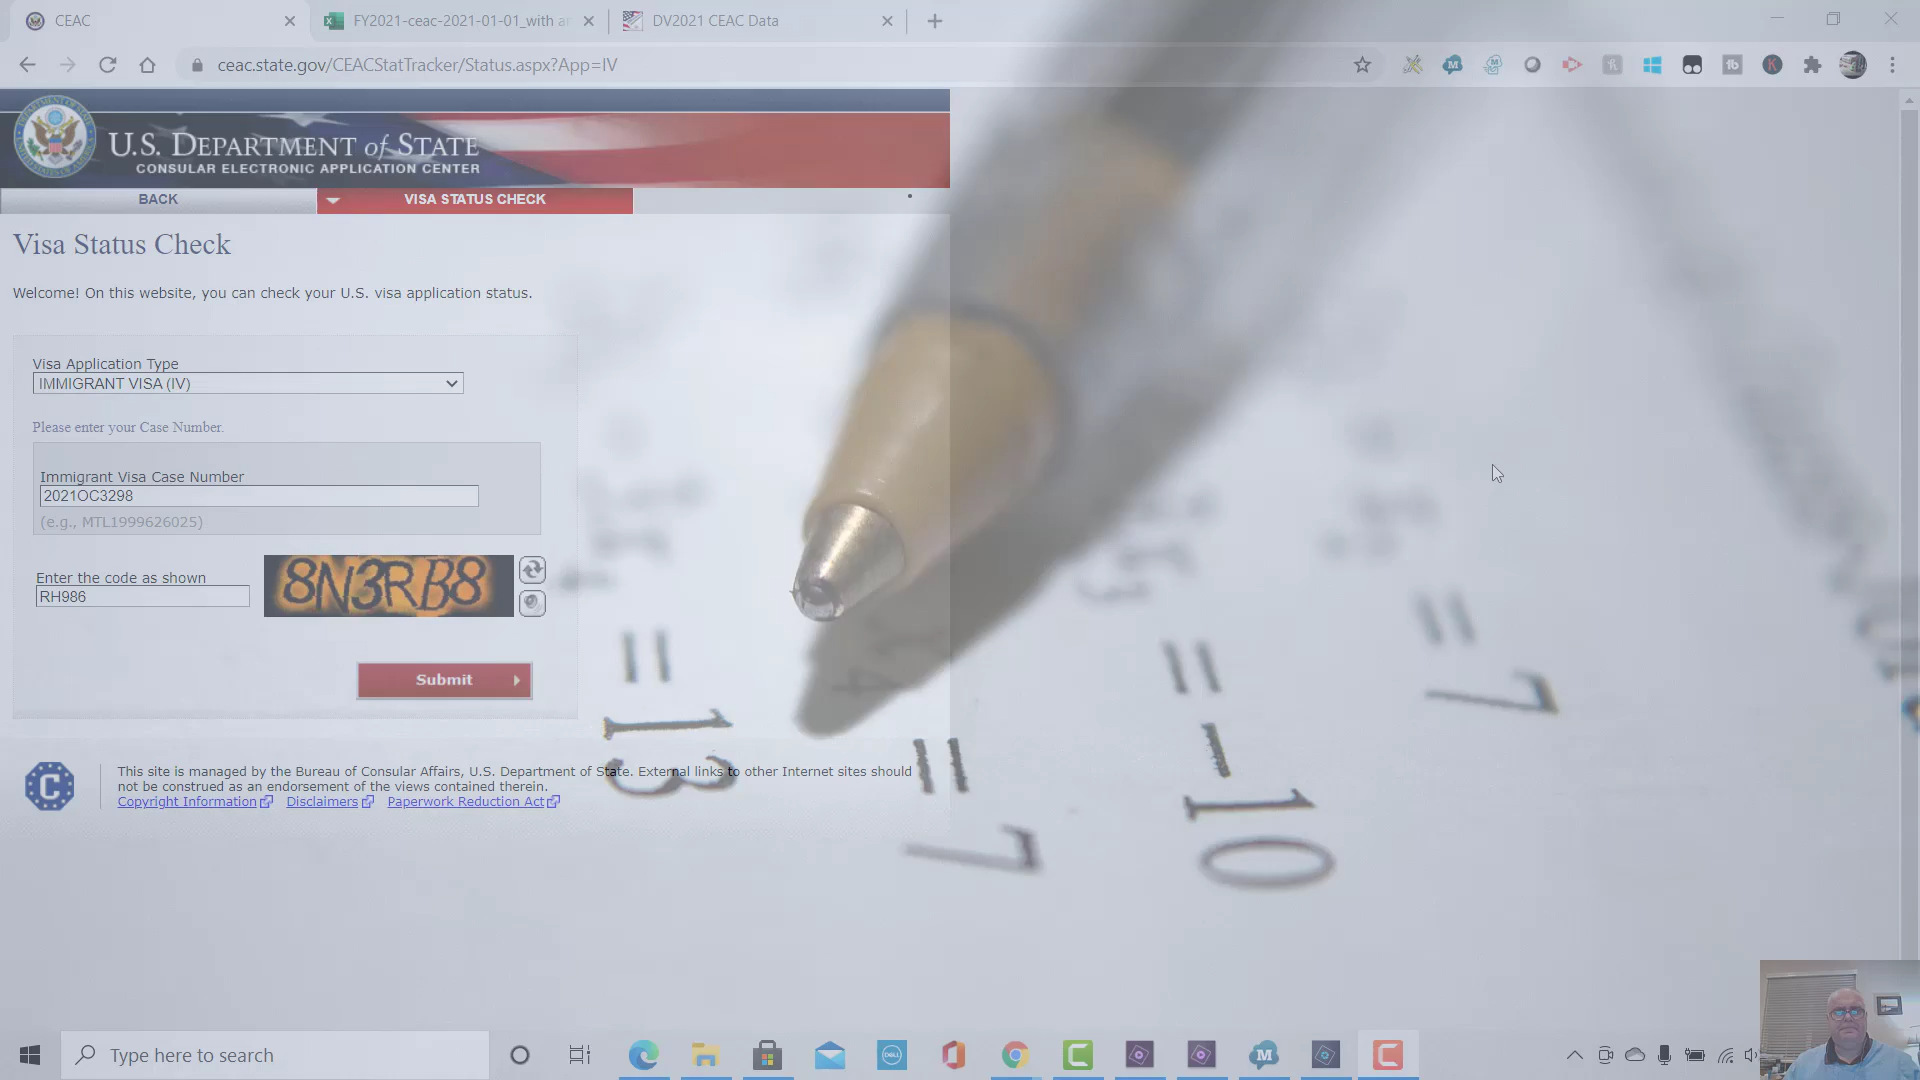 CEAC
FY2021-ceac-2021-01-01_with a
DV2021 CEAC Data
ceac.state.gov/CEACStatTracker/Status.aspx?App=IV
U.S. DEPARTMENT of STATE
CONSULAR ELECTRONIC APPLICATION CENTER
BACK
VISA STATUS CHECK
Visa Status Check
Welcome! On this website, you can check your U.S. visa application status.
Visa Application Type
IMMIGRANT VISA (IV)
Please enter your Case Number.
Immigrant Visa Case Number
2021OC3298
(e.g., MTL1999626025)
Enter the code as shown
RH986
8N3RB8
Submit
= 13
= 7
= -10
= 7
This site is managed by the Bureau of Consular Affairs, U.S. Department of State. External links to other Internet sites should
not be construed as an endorsement of the views contained therein.
Copyright Information
Disclaimers
Paperwork Reduction Act
Type here to search